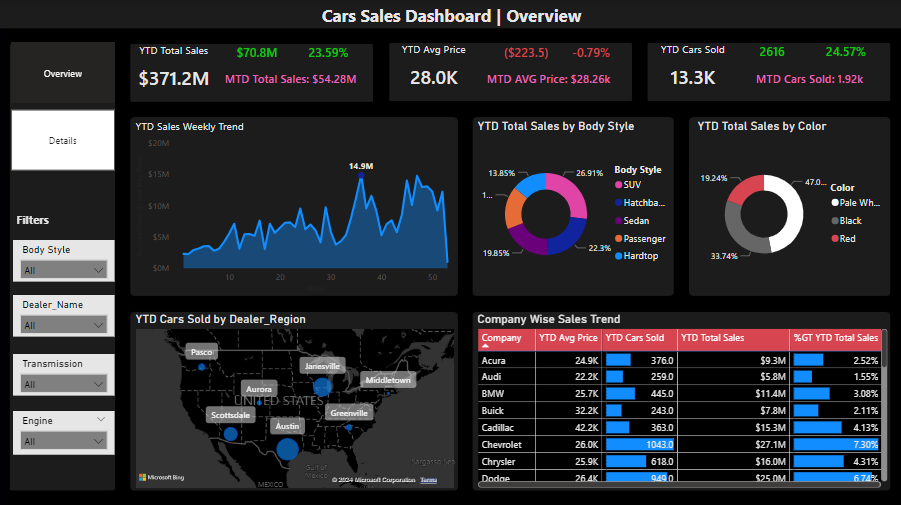 Cars Sales Dashboard | Overview
Overview
Details
Filters
Body Style
All
Dealer_Name
All
Transmission
All
Engine
All
YTD Total Sales $70.8M 23.59%
$371.2M MTD Total Sales: $54.28M
YTD Avg Price ($223.5) -0.79%
28.0K MTD AVG Price: $28.26k
YTD Cars Sold 2616 24.57%
13.3K MTD Cars Sold: 1.92k
YTD Sales Weekly Trend
$20M
$15M
$10M
$5M
$0M
14.9M
10 20 30 40 50
YTD Total Sales by Body Style
13.85%
26.91%
1...
19.85%
22.3%
Body Style
SUV
Hatchba...
Sedan
Passenger
Hardtop
YTD Total Sales by Color
19.24%
47.0...
33.74%
Color
Pale Wh...
Black
Red
YTD Cars Sold by Dealer_Region
Pasco
Janesville
Middletown
Aurora
UNITED STATES
Scottsdale
Greenville
Austin
Gulf of
Mexico
Sargasso Sea
MEXICO
Microsoft Bing
© 2024 Microsoft Corporation Terms
Company Wise Sales Trend
Company YTD Avg Price YTD Cars Sold YTD Total Sales %GT YTD Total Sales
Acura 24.9K 376.0 $9.3M 2.52%
Audi 22.2K 259.0 $5.8M 1.55%
BMW 25.7K 445.0 $11.4M 3.08%
Buick 32.2K 243.0 $7.8M 2.11%
Cadillac 42.2K 363.0 $15.3M 4.13%
Chevrolet 26.0K 1043.0 $27.1M 7.30%
Chrysler 25.9K 618.0 $16.0M 4.31%
Dodge 26.4K 949.0 $25.0M 6.74%